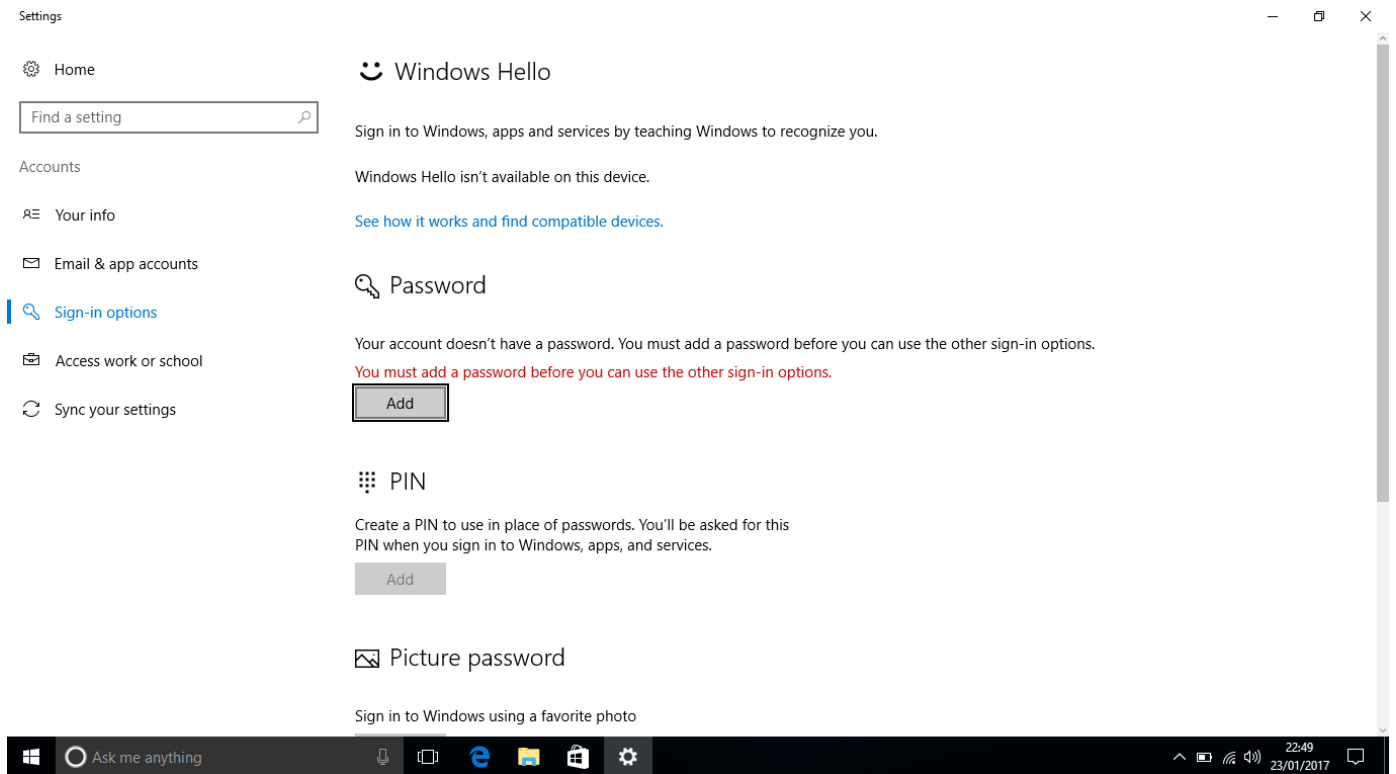 Settings
Home
Find a setting
Accounts
Your info
Email & app accounts
Sign-in options
Access work or school
Sync your settings
Windows Hello
Sign in to Windows, apps and services by teaching Windows to recognize you.
Windows Hello isn't available on this device.
See how it works and find compatible devices.
Password
Your account doesn't have a password. You must add a password before you can use the other sign-in options.
You must add a password before you can use the other sign-in options.
Add
PIN
Create a PIN to use in place of passwords. You'll be asked for this
PIN when you sign in to Windows, apps, and services.
Add
Picture password
Sign in to Windows using a favorite photo
Ask me anything
22:49
23/01/2017